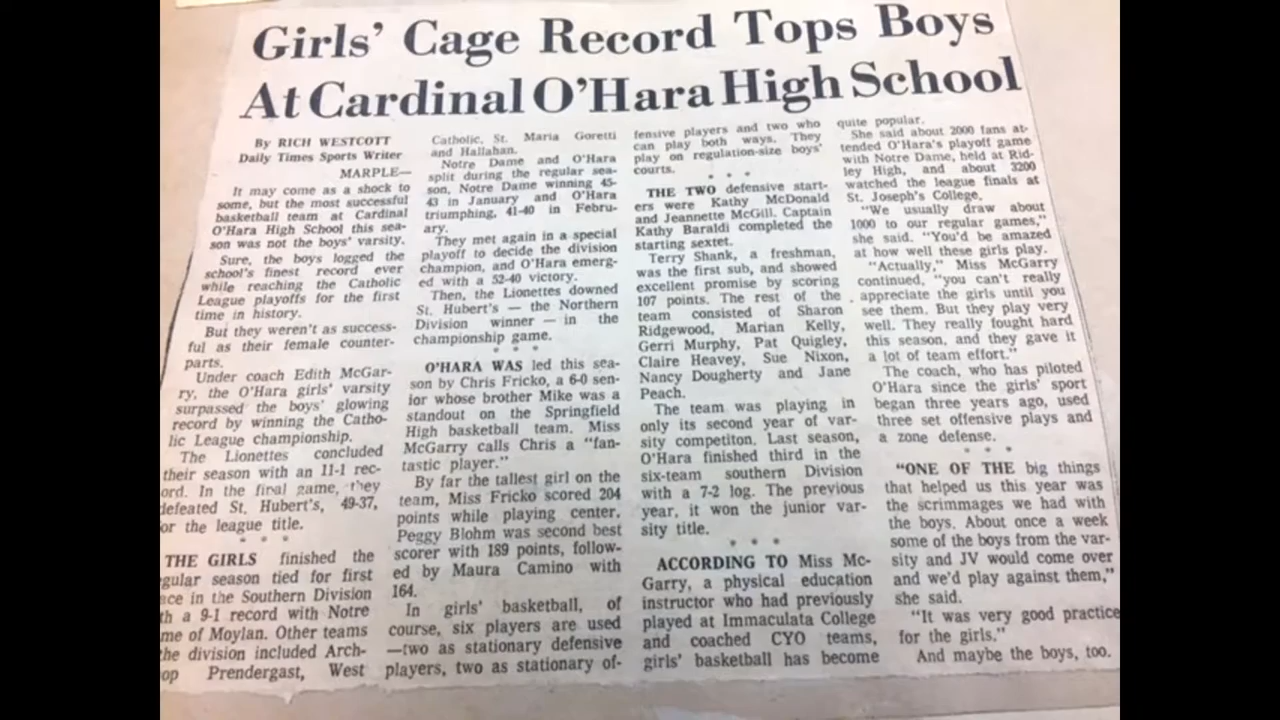 Girls' Cage Record Tops Boys
At Cardinal O'Hara High School
By RICH WESTCOTT
Daily Times Sports Writer
MARPLE—
It may come as a shock to
some, but the most successful
basketball team at Cardinal
O'Hara High School this sea-
son was not the boys' varsity.
Sure, the boys logged the
school's finest record ever
while reaching the Catholic
League playoffs for the first
time in history.
But they weren't as success-
ful as their female counter-
parts.
Under coach Edith McGar-
ry, the O'Hara girls' varsity
surpassed the boys' glowing
record by winning the Catho-
lic League championship.
The Lionettes concluded
their season with an 11-1 rec-
ord. In the final game, they
defeated St. Hubert's, 49-37,
or the league title.
* * *
THE GIRLS finished the
gular season tied for first
ace in the Southern Division
h a 9-1 record with Notre
me of Moylan. Other teams
the division included Arch-
op Prendergast, West
Catholic, St. Maria Goretti
and Hallahan.
Notre Dame and O'Hara
split during the regular sea-
son, Notre Dame winning 45-
43 in January and O'Hara
triumphing, 41-40 in Febru-
ary.
They met again in a special
playoff to decide the division
champion, and O'Hara emerg-
ed with a 52-40 victory.
Then, the Lionettes downed
St. Hubert's — the Northern
Division winner — in the
championship game.
* * *
O'HARA WAS led this sea-
son by Chris Fricko, a 6-0 sen-
ior whose brother Mike was a
standout on the Springfield
High basketball team. Miss
McGarry calls Chris a "fan-
tastic player."
By far the tallest girl on the
team, Miss Fricko scored 204
points while playing center.
Peggy Blohm was second best
scorer with 189 points, follow-
ed by Maura Camino with
164.
In girls' basketball, of
course, six players are used
—two as stationary defensive
players, two as stationary of-
fensive players and two who
can play both ways. They
play on regulation-size boys'
courts.
* * *
THE TWO defensive start-
ers were Kathy McDonald
and Jeannette McGill. Captain
Kathy Baraldi completed the
starting sextet.
Terry Shank, a freshman,
was the first sub, and showed
excellent promise by scoring
107 points. The rest of the
team consisted of Sharon
Ridgewood, Marian Kelly,
Gerri Murphy, Pat Quigley,
Claire Heavey, Sue Nixon,
Nancy Dougherty and Jane
Peach.
The team was playing in
only its second year of var-
sity competiton. Last season,
O'Hara finished third in the
six-team southern Division
with a 7-2 log. The previous
year, it won the junior var-
sity title.
* * *
ACCORDING TO Miss Mc-
Garry, a physical education
instructor who had previously
played at Immaculata College
and coached CYO teams,
girls' basketball has become
quite popular.
She said about 2000 fans at-
tended O'Hara's playoff game
with Notre Dame, held at Rid-
ley High, and about 3200
watched the league finals at
St. Joseph's College.
"We usually draw about
1000 to our regular games,"
she said. "You'd be amazed
at how well these girls play.
"Actually," Miss McGarry
continued, "you can't really
appreciate the girls until you
see them. But they play very
well. They really fought hard
this season, and they gave it
a lot of team effort."
The coach, who has piloted
O'Hara since the girls' sport
began three years ago, used
three set offensive plays and
a zone defense.
* * *
"ONE OF THE big things
that helped us this year was
the scrimmages we had with
the boys. About once a week
some of the boys from the var-
sity and JV would come over
and we'd play against them,"
she said.
"It was very good practice
for the girls."
And maybe the boys, too.